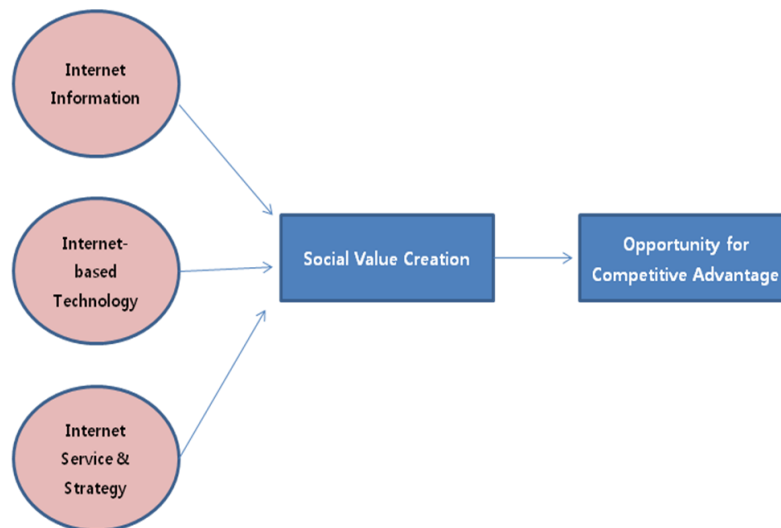 Internet
Information
Internet-
based
Technology
Internet
Service &
Strategy
Social Value Creation
Opportunity for
Competitive Advantage